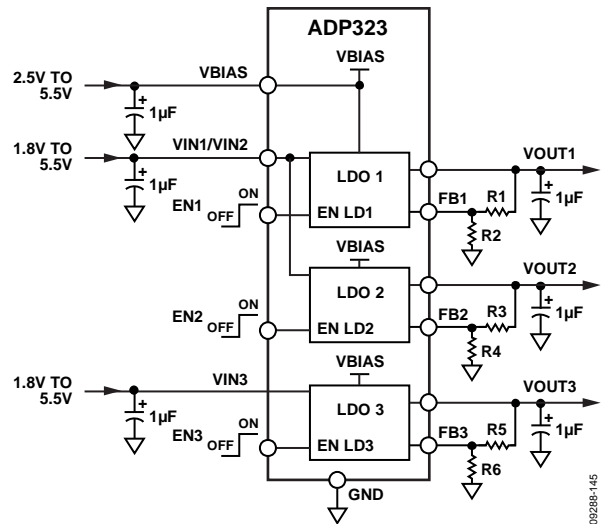 ADP323
VBIAS
2.5V TO
5.5V
VBIAS
+
1µF
1.8V TO
5.5V
VIN1/VIN2
+
1µF
LDO 1
VOUT1
EN1
OFF
ON
EN LD1
FB1
R1
R2
+
1µF
VBIAS
LDO 2
VOUT2
EN2
OFF
ON
EN LD2
FB2
R3
R4
+
1µF
VBIAS
1.8V TO
5.5V
VIN3
+
1µF
LDO 3
VOUT3
EN3
OFF
ON
EN LD3
FB3
R5
R6
+
1µF
GND
09288-145